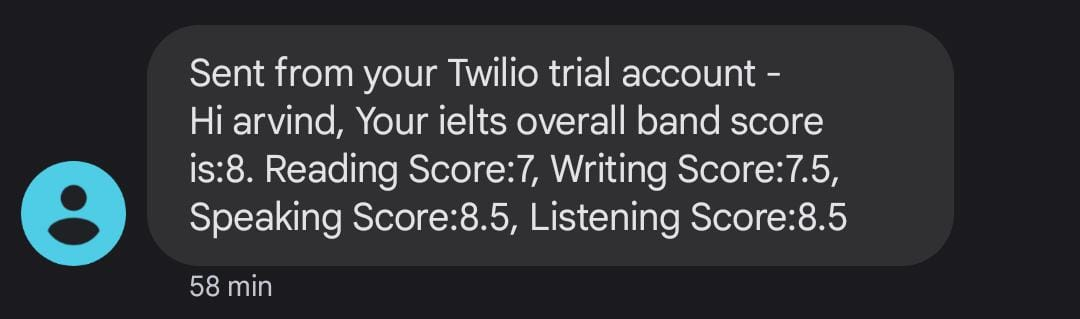 Sent from your Twilio trial account -
Hi arvind, Your ielts overall band score
is:8. Reading Score:7, Writing Score:7.5,
Speaking Score:8.5, Listening Score:8.5
58 min